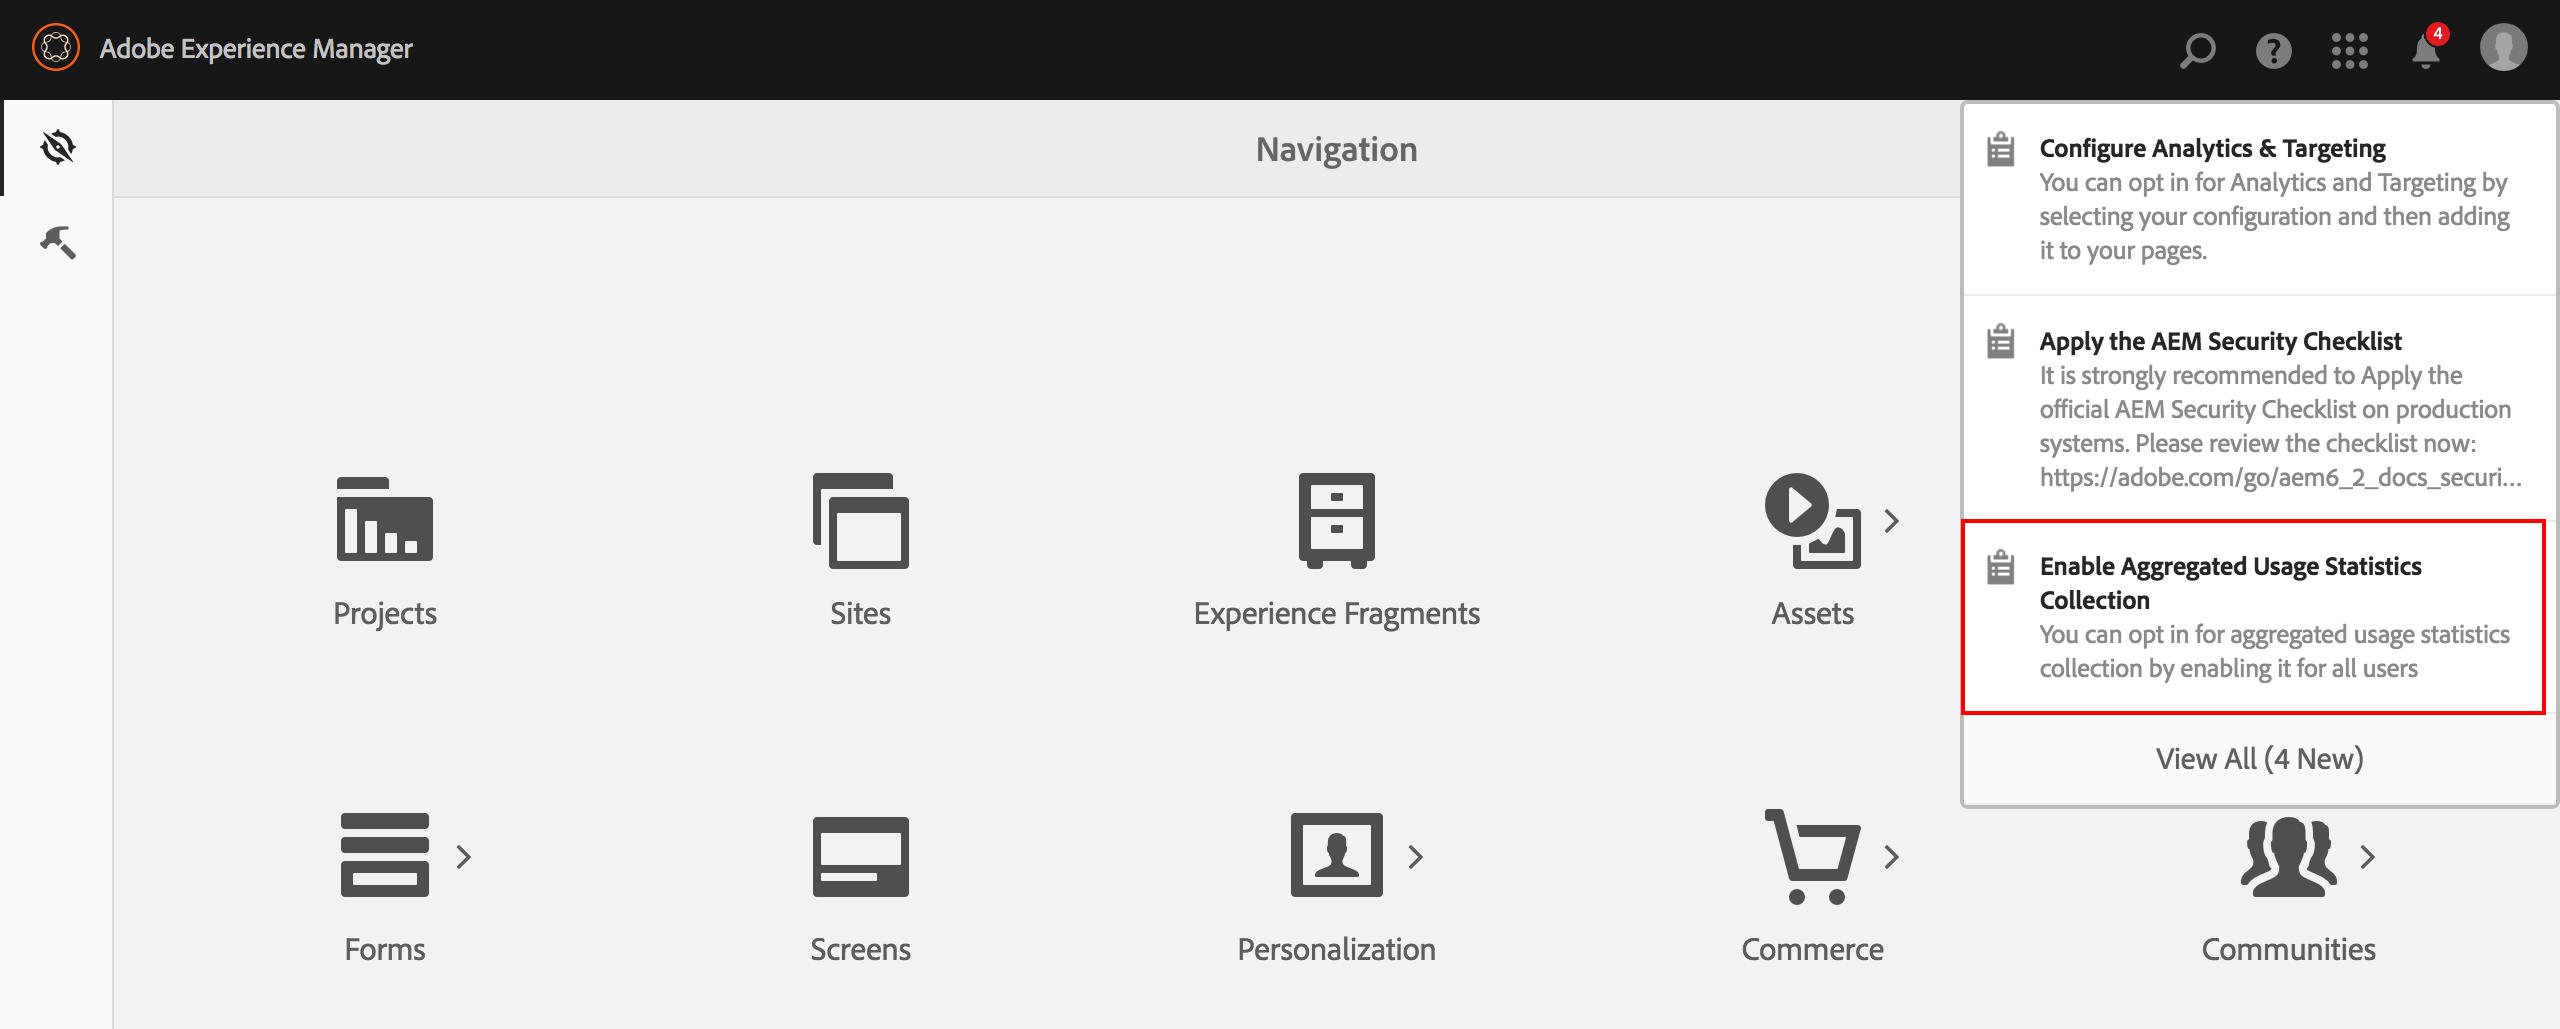 Adobe Experience Manager
4
Navigation
Configure Analytics & Targeting
You can opt in for Analytics and Targeting by
selecting your configuration and then adding
it to your pages.
Apply the AEM Security Checklist
It is strongly recommended to Apply the
official AEM Security Checklist on production
systems. Please review the checklist now:
https://adobe.com/go/aem6_2_docs_securi...
Enable Aggregated Usage Statistics
Collection
You can opt in for aggregated usage statistics
collection by enabling it for all users
View All (4 New)
Projects
Sites
Experience Fragments
Assets
Forms
Screens
Personalization
Commerce
Communities